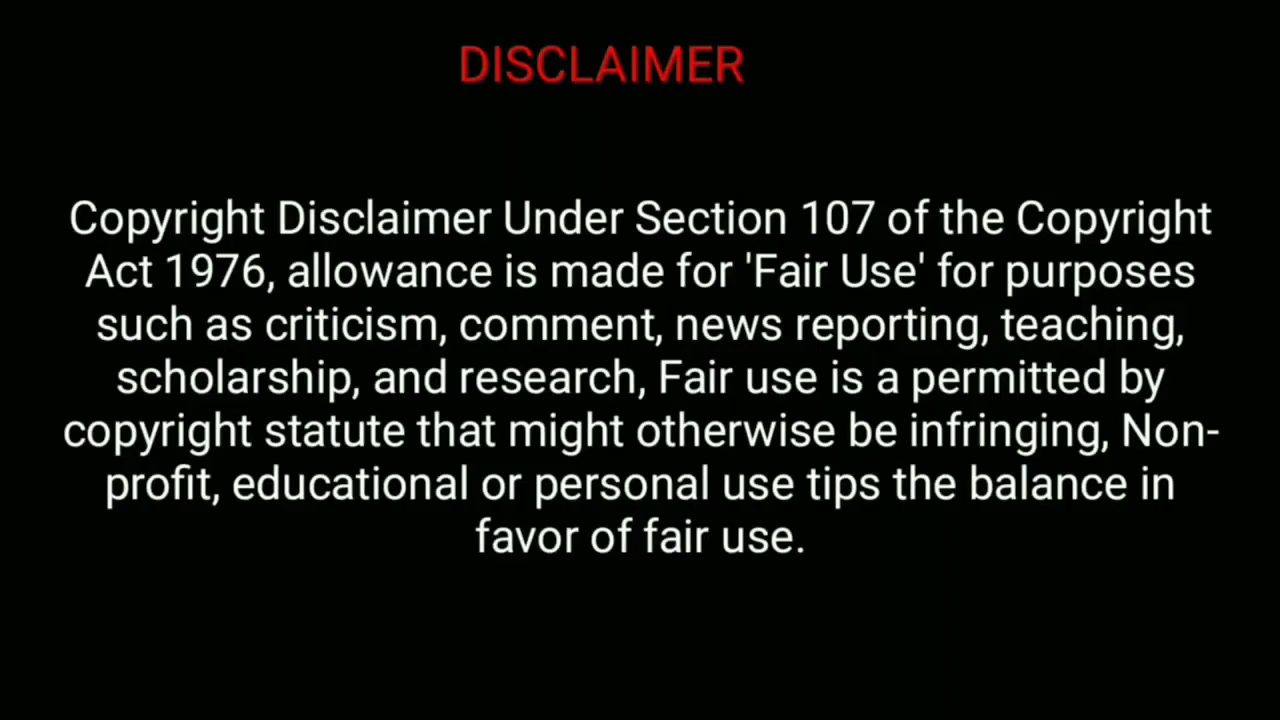 DISCLAIMER
Copyright Disclaimer Under Section 107 of the Copyright
Act 1976, allowance is made for 'Fair Use' for purposes
such as criticism, comment, news reporting, teaching,
scholarship, and research, Fair use is a permitted by
copyright statute that might otherwise be infringing, Non-
profit, educational or personal use tips the balance in
favor of fair use.